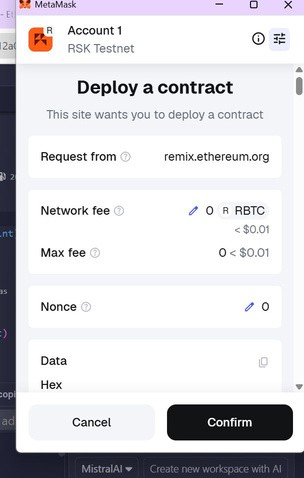 MetaMask
Account 1
RSK Testnet
Deploy a contract
This site wants you to deploy a contract
Request from remix.ethereum.org
Network fee 0 R RBTC
< $0.01
Max fee 0 < $0.01
Nonce 0
Data
Hex
Cancel Confirm
MistralAI Create new workspace with AI